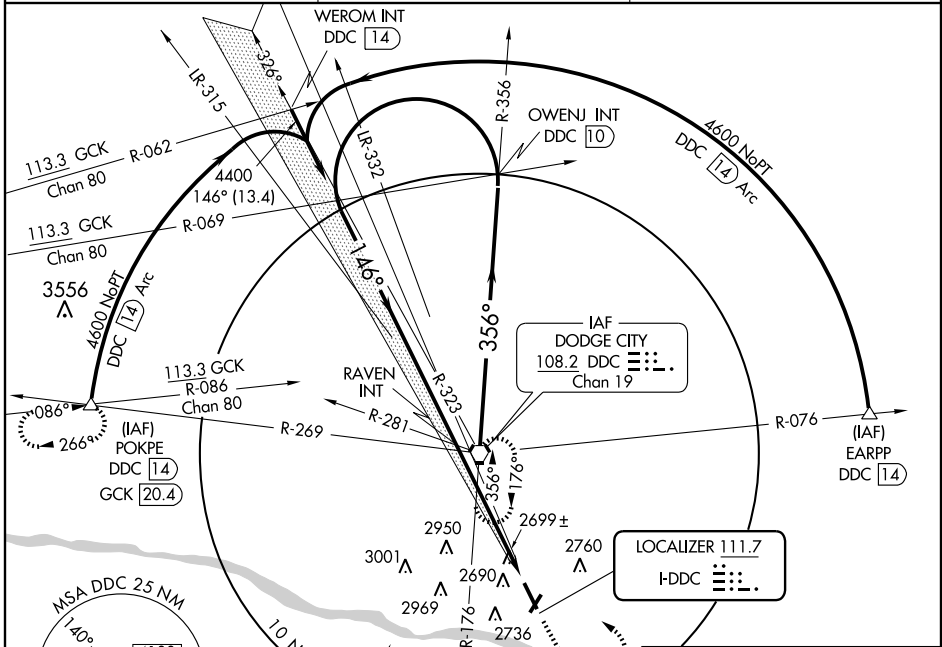 WEROM INT
DDC 14
326°
LR-315
R-356
OWENJ INT
DDC 10
LR-332
4600 NoPT
DDC 14 Arc
113.3 GCK
R-062
Chan 80
4400
146° (13.4)
113.3 GCK
R-069
Chan 80
3556
146°
356°
4600 NoPT
DDC 14 Arc
IAF
DODGE CITY
108.2 DDC
Chan 19
113.3 GCK
R-086
Chan 80
RAVEN
INT
R-323
R-281
086°
266°
R-269
R-076
(IAF)
POKPE
DDC 14
GCK 20.4
(IAF)
EARPP
DDC 14
356°
176°
2950
2699±
3001
2690
2760
2969
2736
LOCALIZER 111.7
I-DDC
MSA DDC 25 NM
140°
10 N
R-176